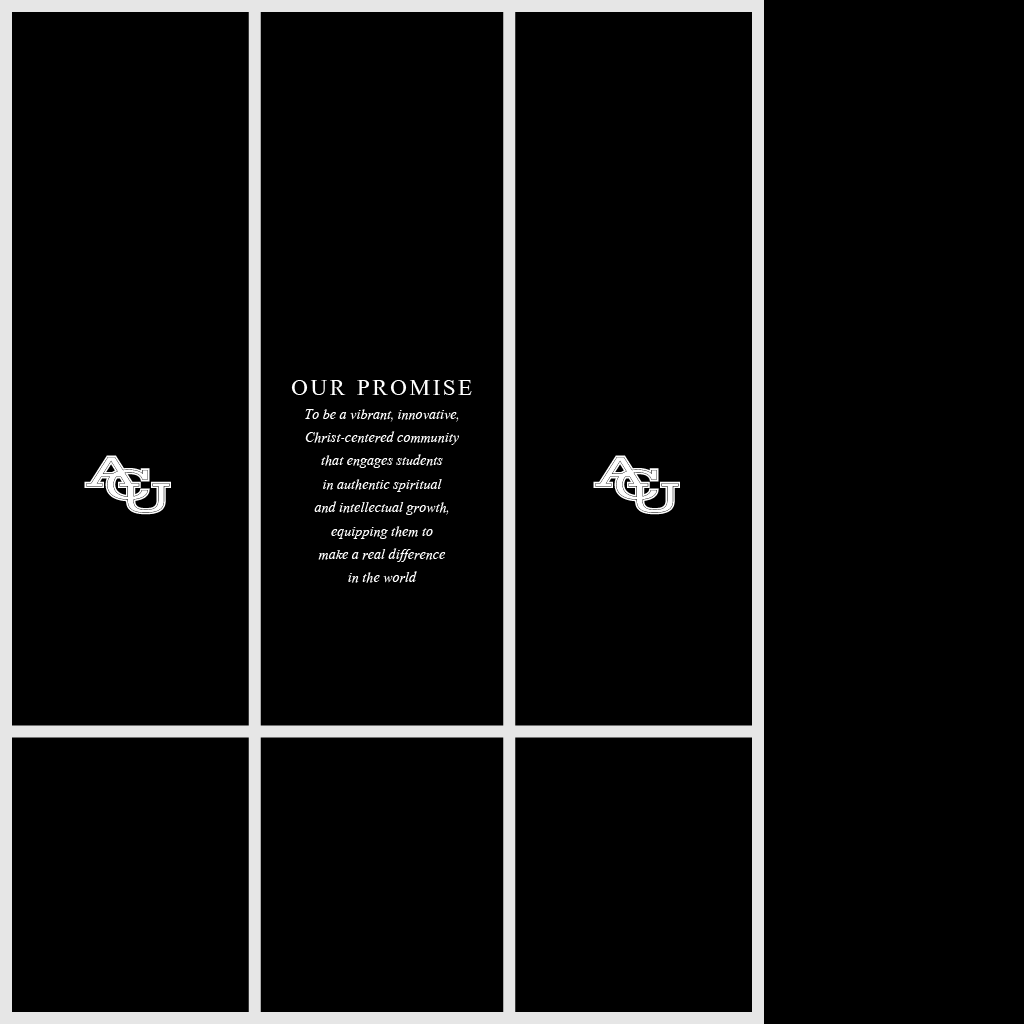 OUR PROMISE
To be a vibrant, innovative,
Christ-centered community
that engages students
in authentic spiritual
and intellectual growth,
equipping them to
make a real difference
in the world
ACU
ACU